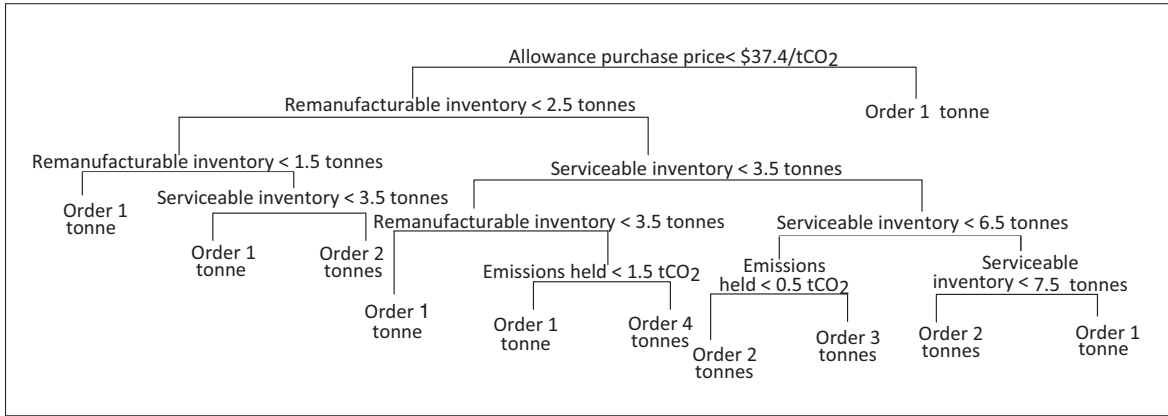 Allowance purchase price< $37.4/tCO2
Remanufacturable inventory < 2.5 tonnes
Order 1 tonne
Remanufacturable inventory < 1.5 tonnes
Serviceable inventory < 3.5 tonnes
Order 1
tonne
Serviceable inventory < 3.5 tonnes
Remanufacturable inventory < 3.5 tonnes
Serviceable inventory < 6.5 tonnes
Order 1
tonne
Order 2
tonnes
Emissions held < 1.5 tCO2
Emissions
held < 0.5 tCO2
Serviceable
inventory < 7.5 tonnes
Order 1
tonne
Order 1
tonne
Order 4
tonnes
Order 2
tonnes
Order 3
tonnes
Order 2
tonnes
Order 1
tonne